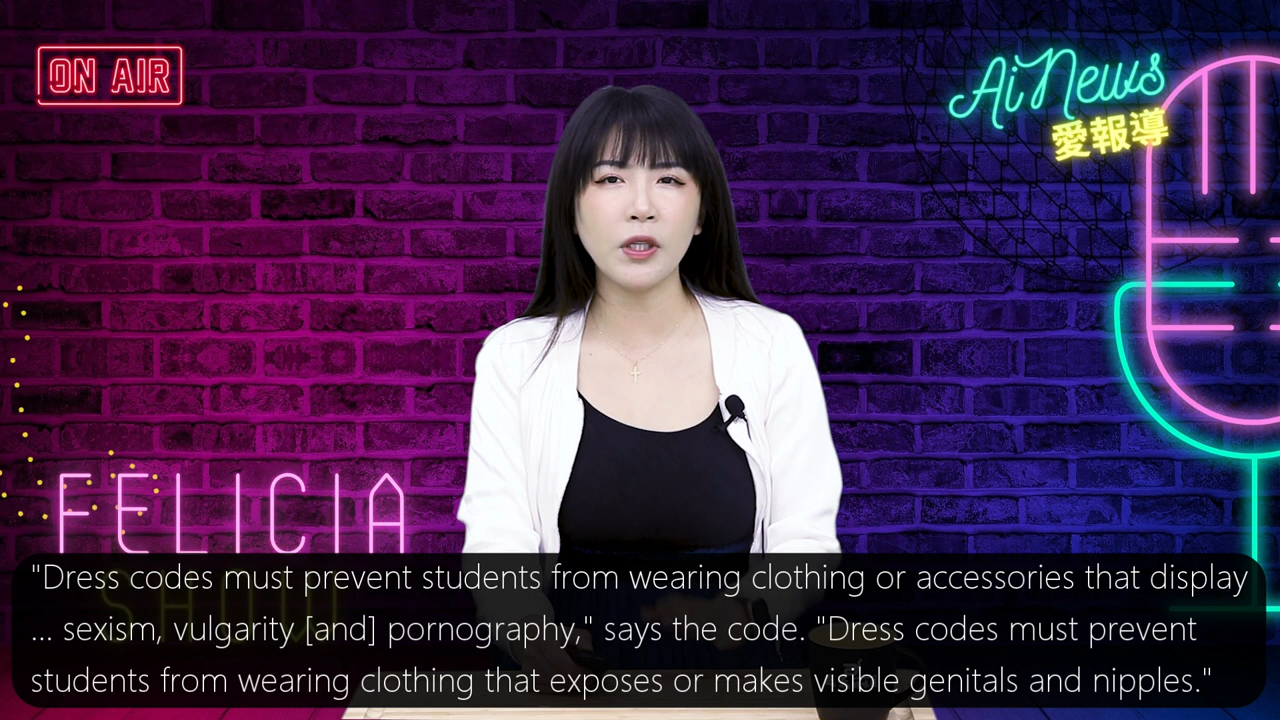 ON AIR
AiNews
愛報導
FELICIA
SHOW
"Dress codes must prevent students from wearing clothing or accessories that display
... sexism, vulgarity [and] pornography," says the code. "Dress codes must prevent
students from wearing clothing that exposes or makes visible genitals and nipples."